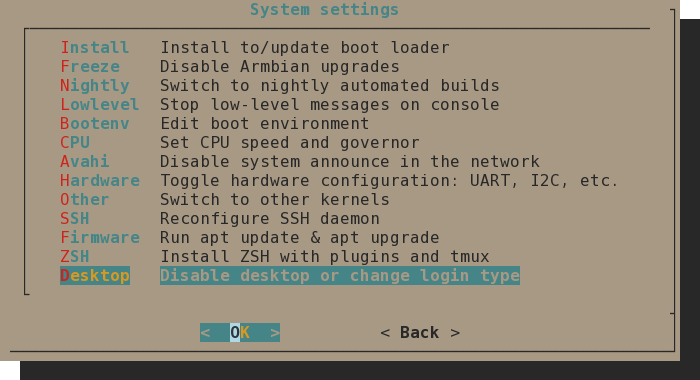 System settings
Install Install to/update boot loader
Freeze Disable Armbian upgrades
Nightly Switch to nightly automated builds
Lowlevel Stop low-level messages on console
Bootenv Edit boot environment
CPU Set CPU speed and governor
Avahi Disable system announce in the network
Hardware Toggle hardware configuration: UART, I2C, etc.
Other Switch to other kernels
SSH Reconfigure SSH daemon
Firmware Run apt update & apt upgrade
ZSH Install ZSH with plugins and tmux
Desktop Disable desktop or change login type
< OK > < Back >